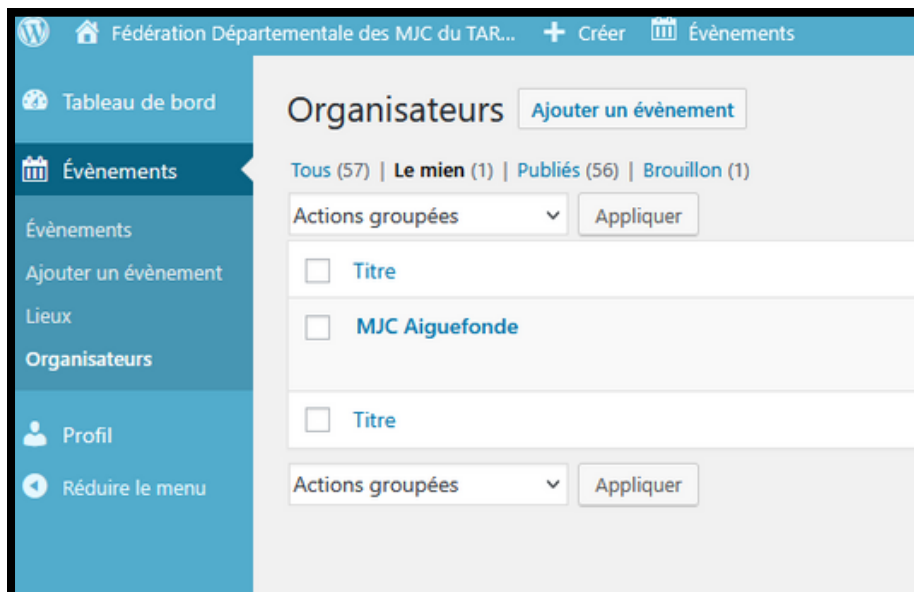 Fédération Départementale des MJC du TAR... + Créer Évènements
Tableau de bord
Évènements
Évènements
Ajouter un évènement
Lieux
Organisateurs
Profil
Réduire le menu
Organisateurs Ajouter un évènement
Tous (57) | Le mien (1) | Publiés (56) | Brouillon (1)
Actions groupées Appliquer
Titre
MJC Aiguefonde
Titre
Actions groupées Appliquer